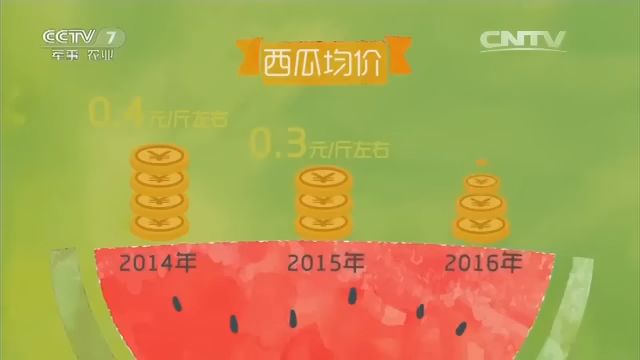 CCTV 7
军事 农业
CNTV
西瓜均价
0.4元/斤左右
0.3元/斤左右
2014年
2015年
2016年